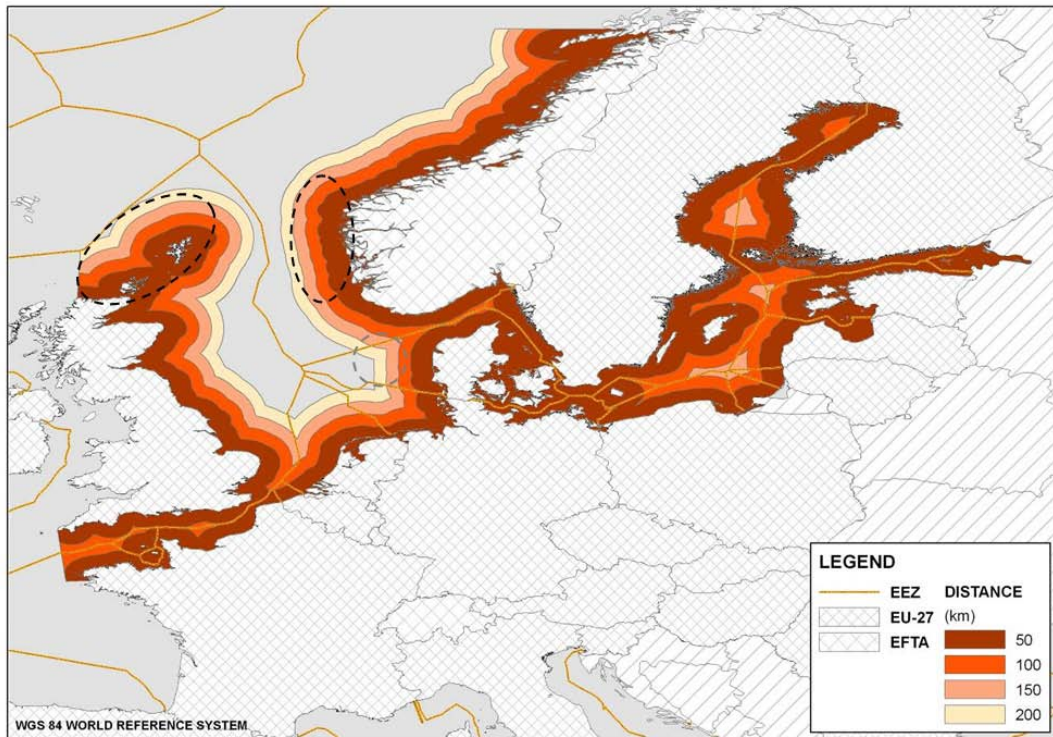 LEGEND
EEZ DISTANCE
EU-27 (km)
EFTA 50
100
150
200
WGS 84 WORLD REFERENCE SYSTEM